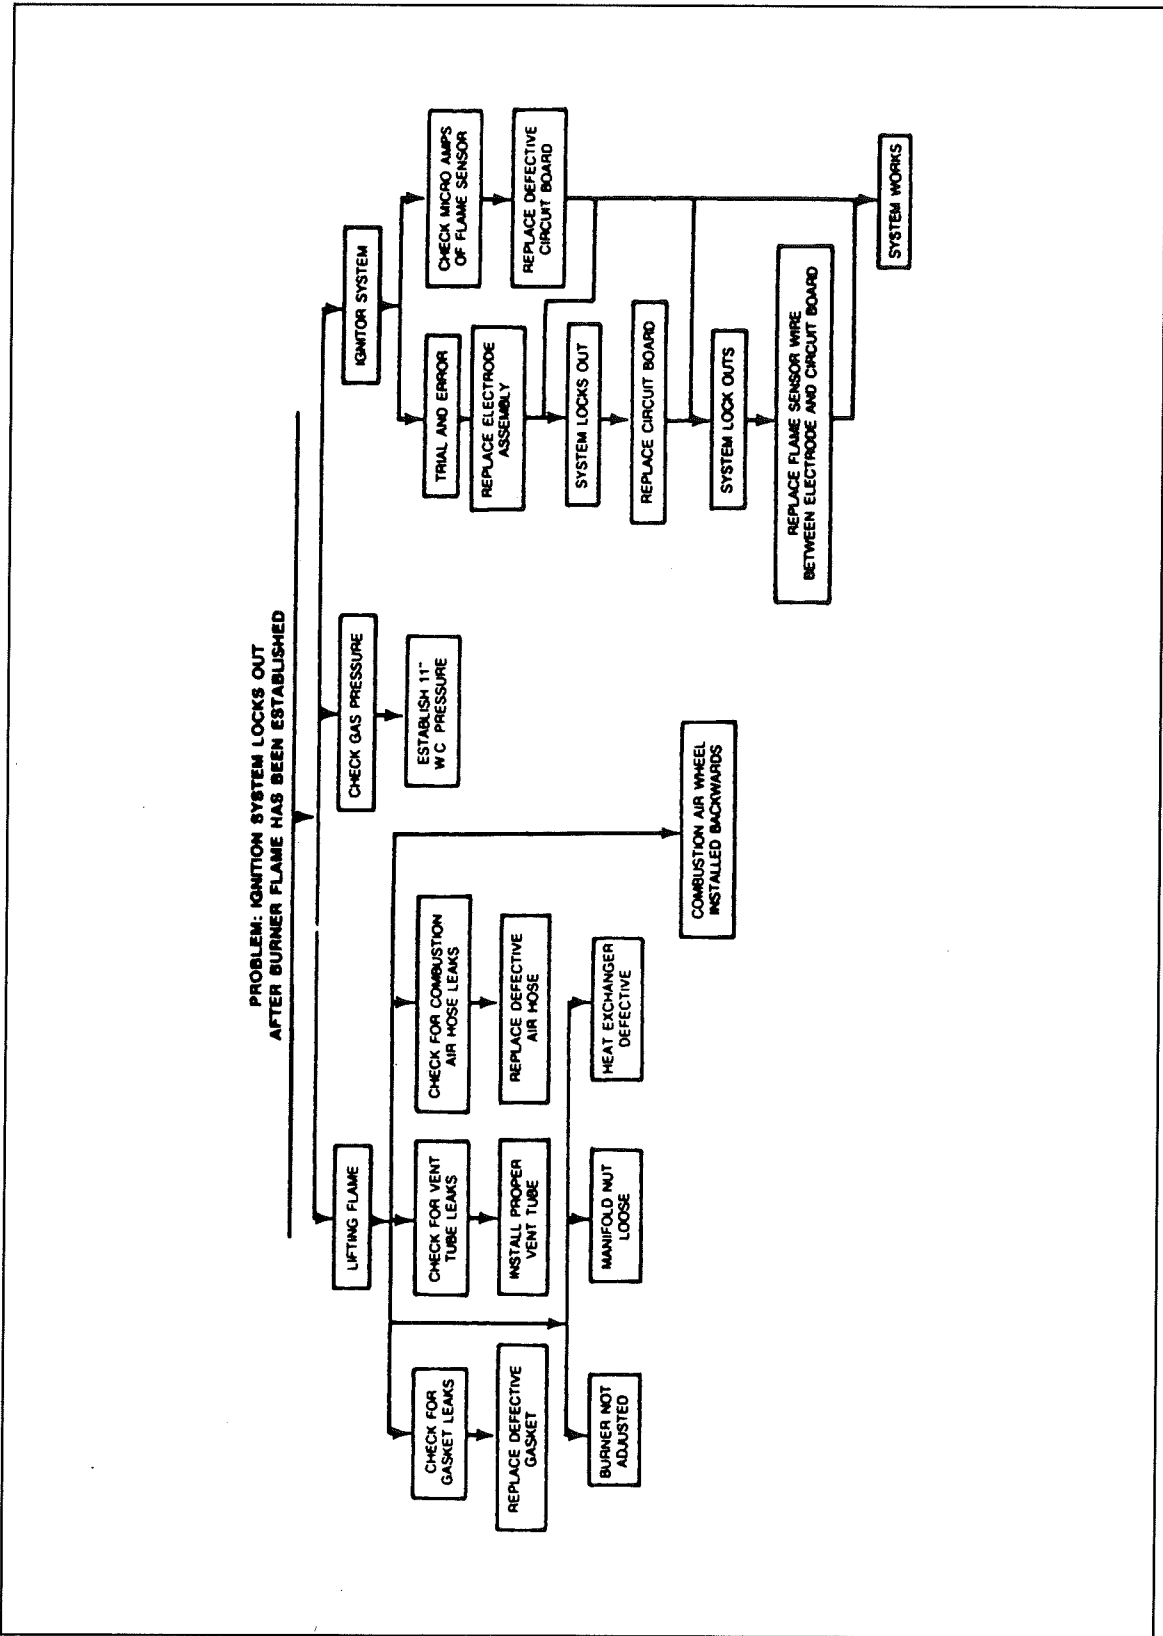 PROBLEM: IGNITION SYSTEM LOCKS OUT
AFTER BURNER FLAME HAS BEEN ESTABLISHED
LIFTING FLAME
CHECK GAS PRESSURE
IGNITOR SYSTEM
CHECK FOR
GASKET LEAKS
CHECK FOR VENT
TUBE LEAKS
CHECK FOR COMBUSTION
AIR HOSE LEAKS
ESTABLISH 11"
W C PRESSURE
TRIAL AND ERROR
CHECK MICRO AMPS
OF FLAME SENSOR
REPLACE DEFECTIVE
GASKET
INSTALL PROPER
VENT TUBE
REPLACE DEFECTIVE
AIR HOSE
REPLACE ELECTRODE
ASSEMBLY
REPLACE DEFECTIVE
CIRCUIT BOARD
BURNER NOT
ADJUSTED
MANIFOLD NUT
LOOSE
HEAT EXCHANGER
DEFECTIVE
SYSTEM LOCKS OUT
REPLACE CIRCUIT BOARD
COMBUSTION AIR WHEEL
INSTALLED BACKWARDS
SYSTEM LOCK OUTS
REPLACE FLAME SENSOR WIRE
BETWEEN ELECTRODE AND CIRCUIT BOARD
SYSTEM WORKS